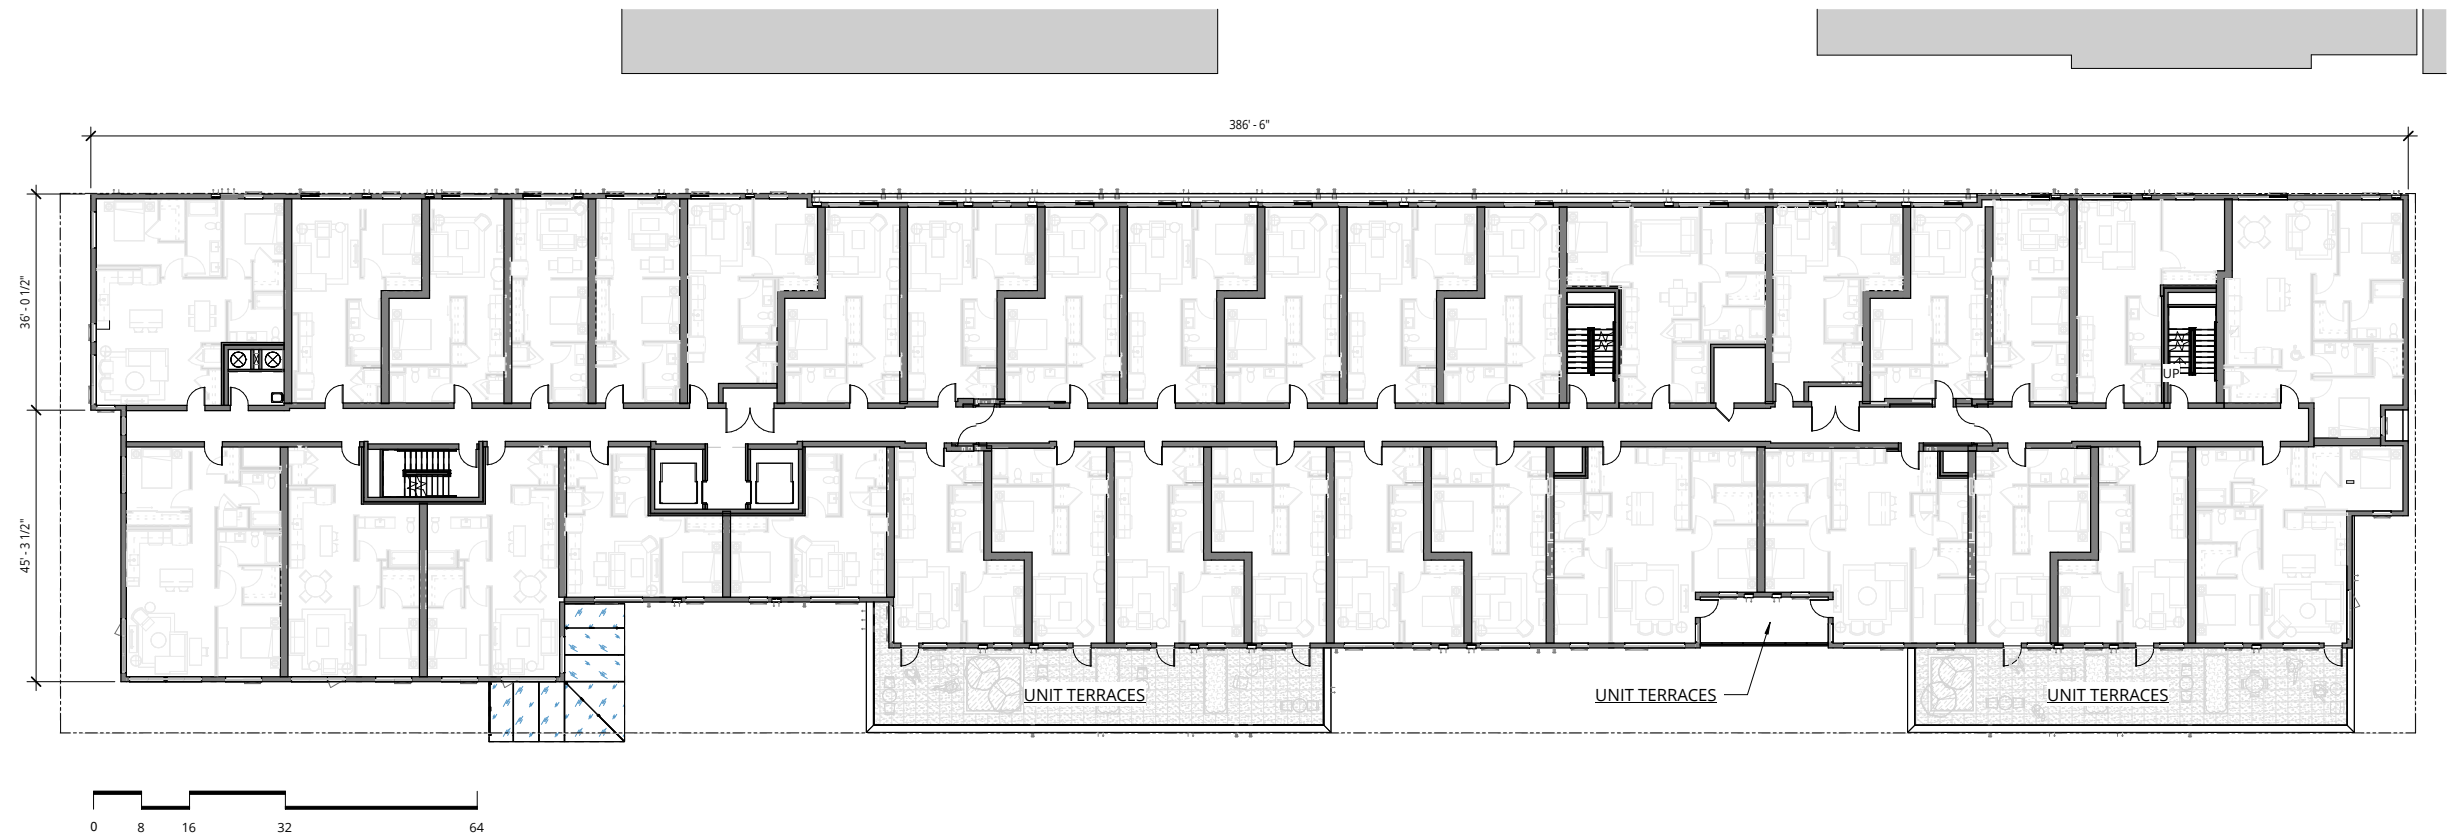 386' - 6"
36' - 0 1/2"
UP
45' - 3 1/2"
UNIT TERRACES
UNIT TERRACES
UNIT TERRACES
0 8 16 32 64